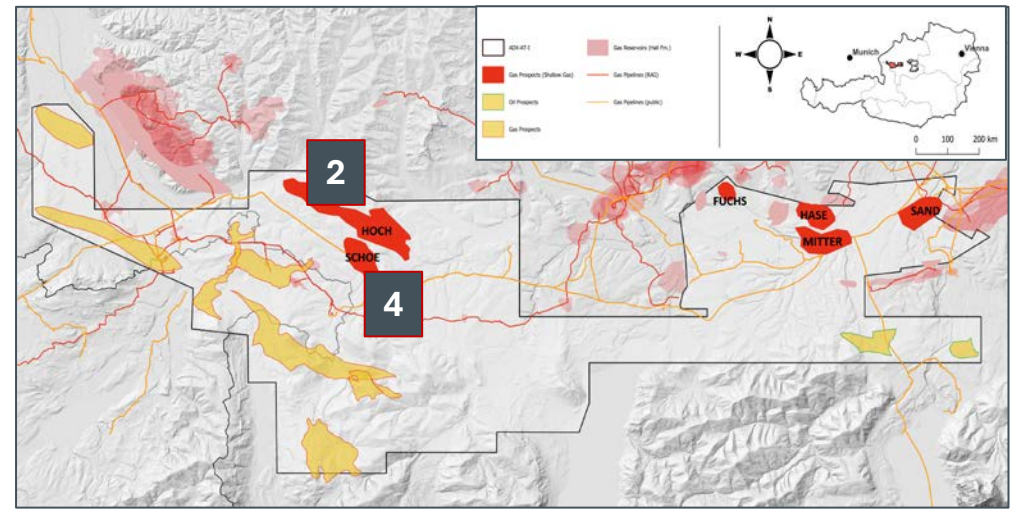 ADX-AT-I
Gas Prospects (Shallow Gas)
Oil Prospects
Gas Prospects
Gas Reservoirs (Hall Fm.)
Gas Pipelines (RAG)
Gas Pipelines (public)
N
W E
S
Munich
Vienna
0 100 200 km
2
HOCH
SCHOE
4
FUCHS
HASE
MITTER
SAND